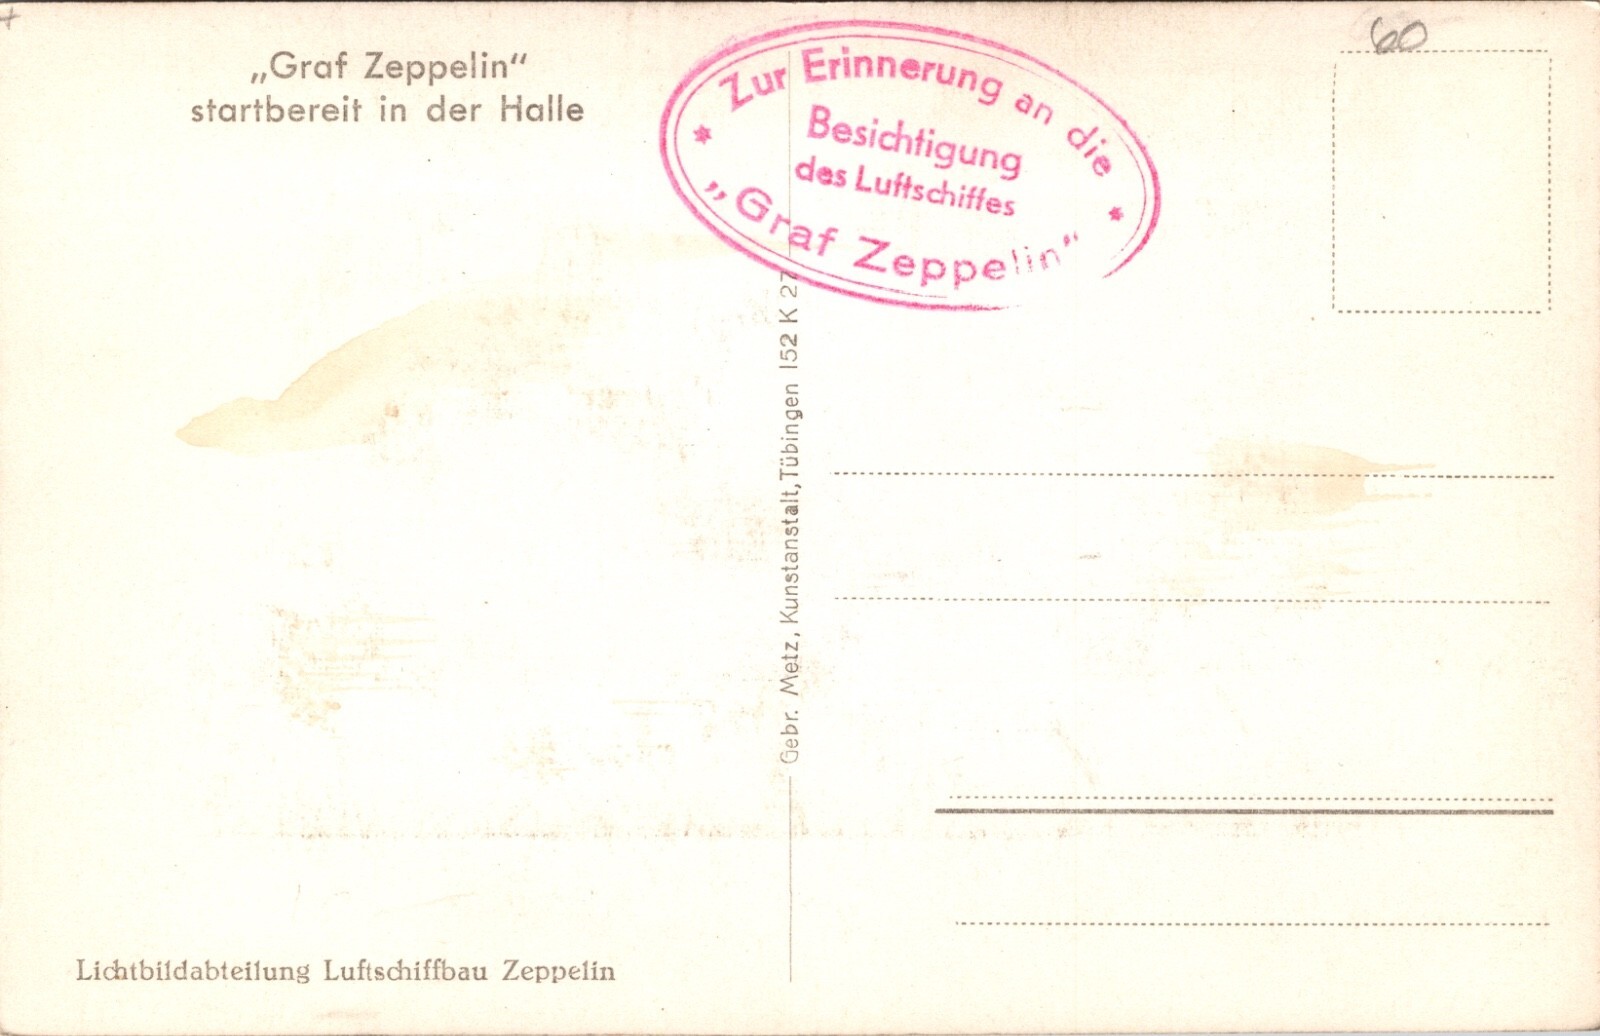 „Graf Zeppelin“
startbereit in der Halle
Zur Erinnerung an die
Besichtigung
des Luftschiffes
„Graf Zeppelin“
60
Gebr. Metz, Kunstanstalt, Tübingen 152 K 27
Lichtbildabteilung Luftschiffbau Zeppelin